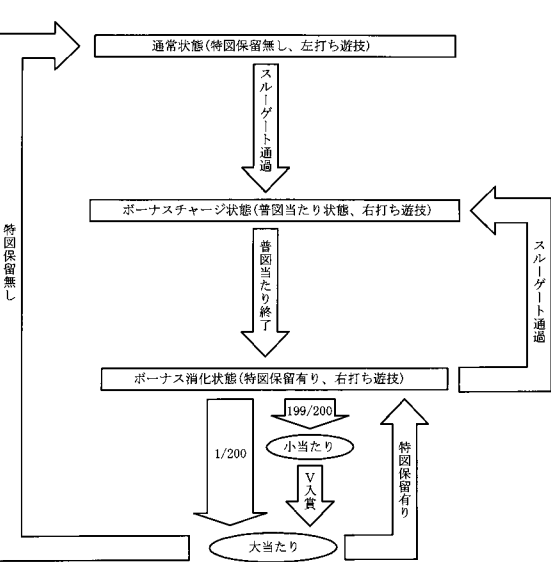 通常状態(特図保留無し、左打ち遊技)
スルーゲート通過
ボーナスチャージ状態(普図当たり状態、右打ち遊技)
特図保留無し
普図当たり終了
スルーゲート通過
ボーナス消化状態(特図保留有り、右打ち遊技)
199/200
小当たり
1/200
特図保留有り
V入賞
大当たり